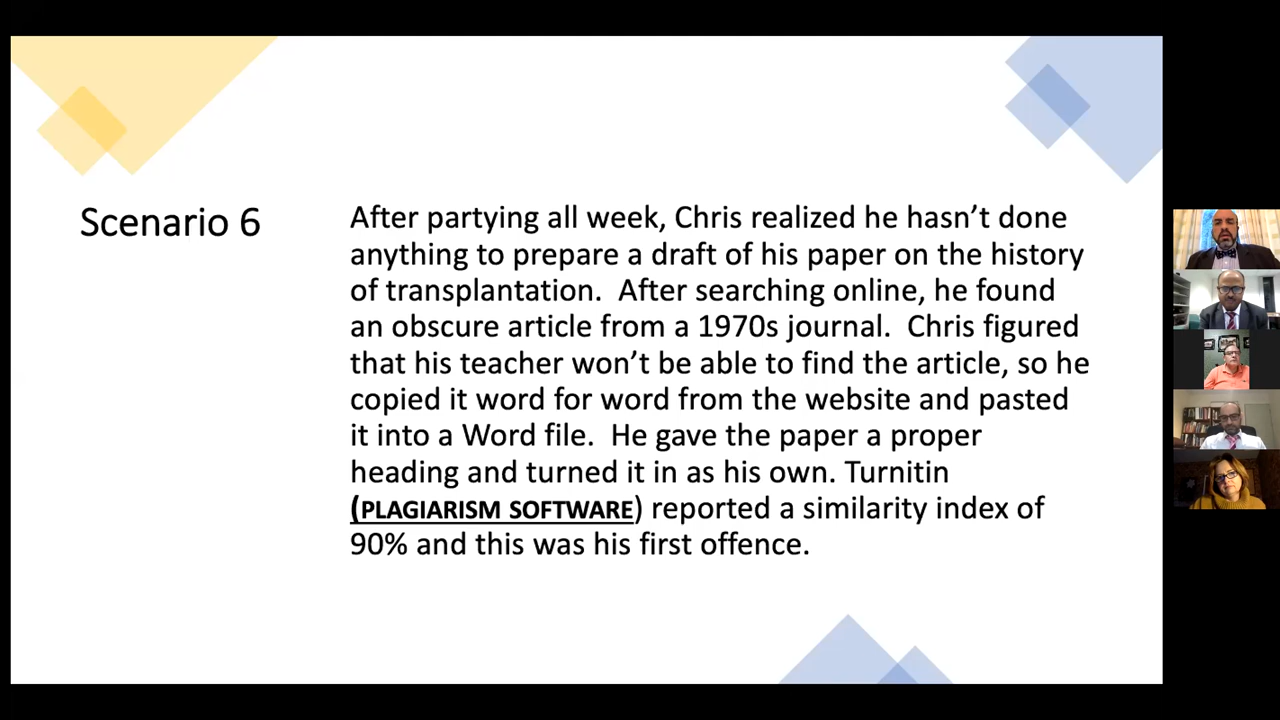 Scenario 6
After partying all week, Chris realized he hasn’t done
anything to prepare a draft of his paper on the history
of transplantation.  After searching online, he found
an obscure article from a 1970s journal.  Chris figured
that his teacher won’t be able to find the article, so he
copied it word for word from the website and pasted
it into a Word file.  He gave the paper a proper
heading and turned it in as his own. Turnitin
(PLAGIARISM SOFTWARE) reported a similarity index of
90% and this was his first offence.